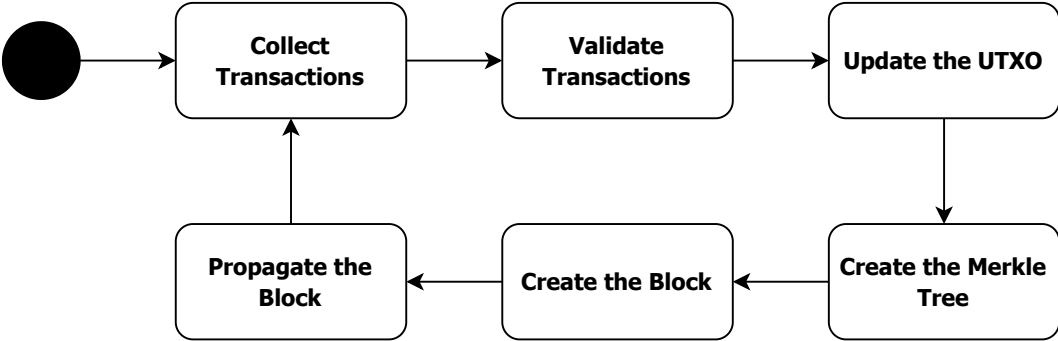 Collect
Transactions
Validate
Transactions
Update the UTXO
Create the Merkle
Tree
Create the Block
Propagate the
Block